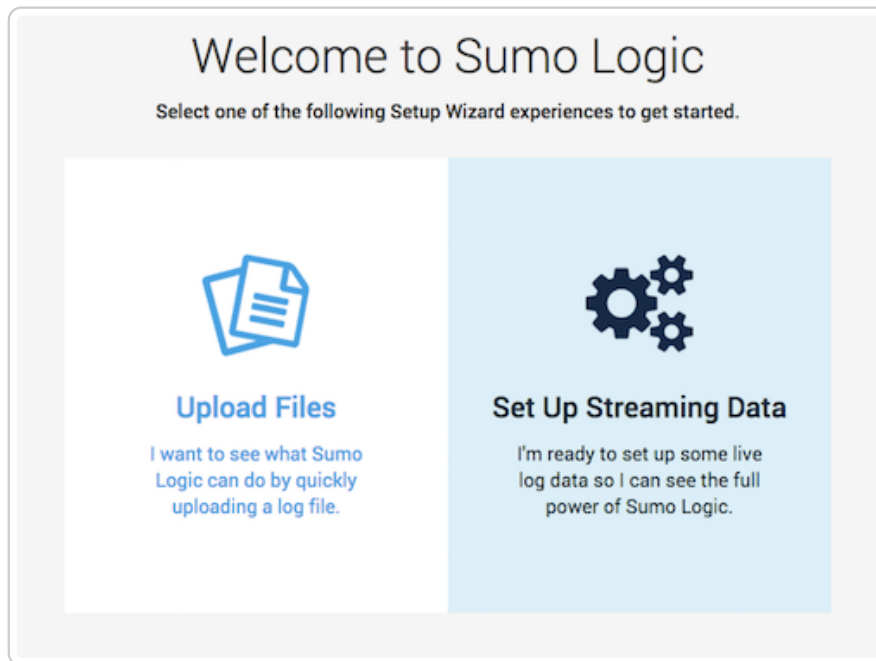 Welcome to Sumo Logic
Select one of the following Setup Wizard experiences to get started.
Upload Files
I want to see what Sumo
Logic can do by quickly
uploading a log file.
Set Up Streaming Data
I'm ready to set up some live
log data so I can see the full
power of Sumo Logic.